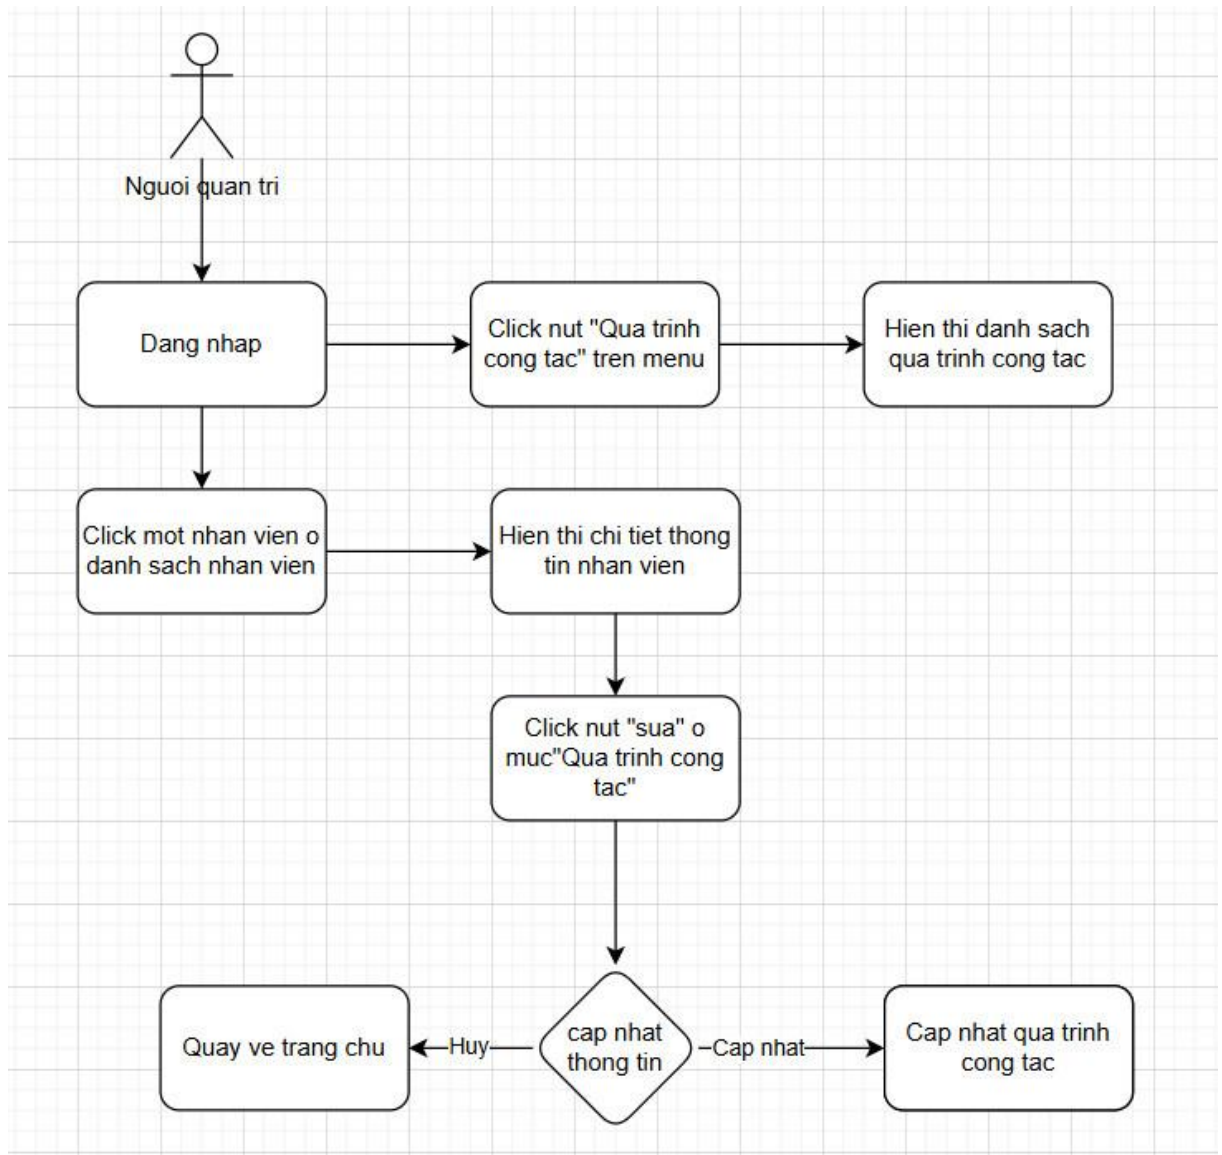 Nguoi quan tri
Dang nhap
Click nut "Qua trinh
cong tac" tren menu
Hien thi danh sach
qua trinh cong tac
Click mot nhan vien o
danh sach nhan vien
Hien thi chi tiet thong
tin nhan vien
Click nut "sua" o
muc"Qua trinh cong
tac"
Quay ve trang chu
Huy
cap nhat
thong tin
Cap nhat
Cap nhat qua trinh
cong tac